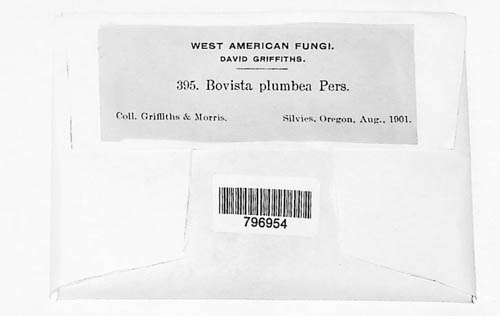 WEST AMERICAN FUNGI.
DAVID GRIFFITHS.
395. Bovista plumbea Pers.
Coll. Griffiths & Morris. Silvies, Oregon, Aug., 1901.
796954